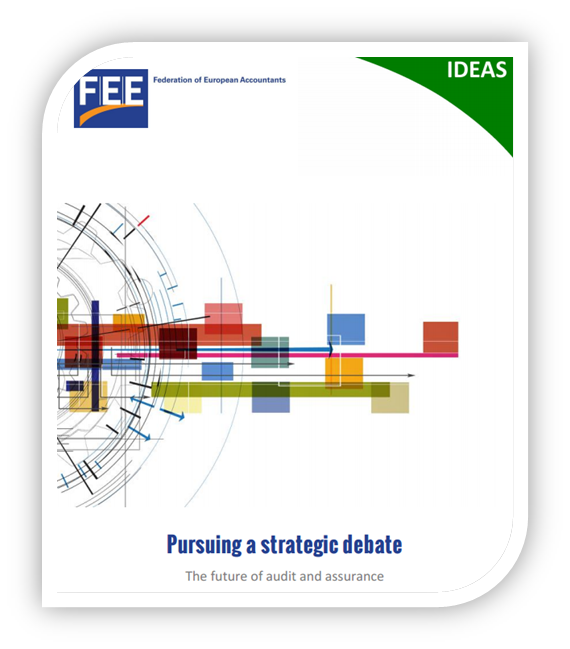 FEE
Federation of European Accountants
IDEAS
Pursuing a strategic debate
The future of audit and assurance